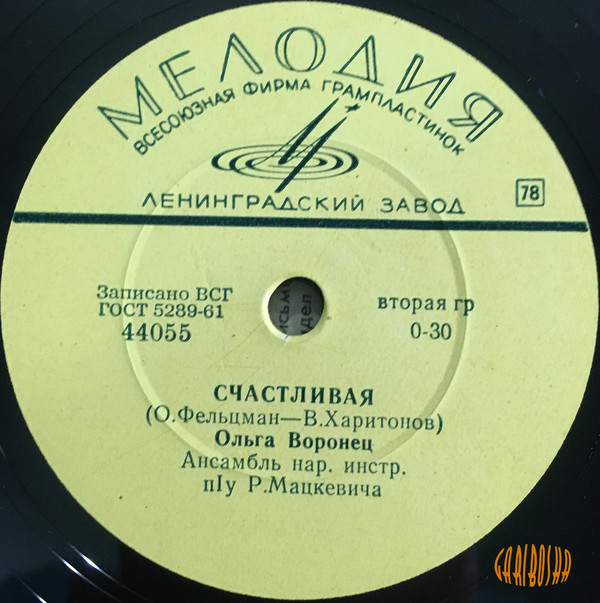 МЕЛОДИЯ
ВСЕСОЮЗНАЯ ФИРМА ГРАМПЛАСТИНОК
ЛЕНИНГРАДСКИЙ ЗАВОД
78
Записано ВСГ
ГОСТ 5289-61
44055
вторая гр
0-30
СЧАСТЛИВАЯ
(О.Фельцман—В.Харитонов)
Ольга Воронец
Ансамбль нар. инстр.
пIу Р.Мацкевича
GARIBOSHA